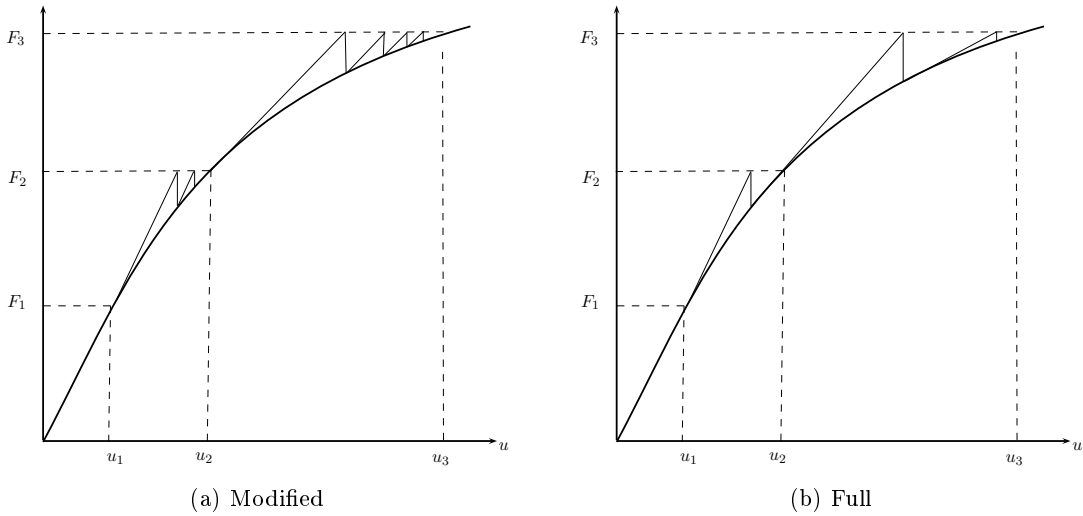 F₃
F₂
F₁
u₁
u₂
u₃
u
(a) Modified
F₃
F₂
F₁
u₁
u₂
u₃
u
(b) Full